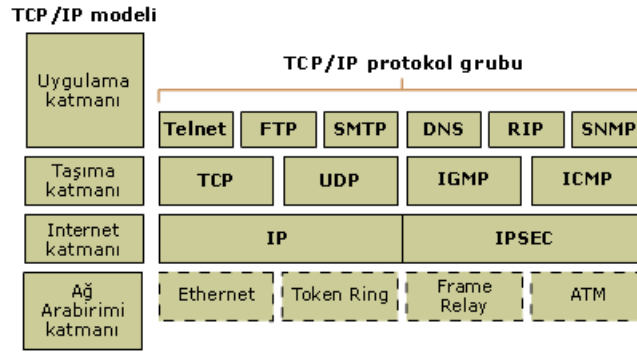 TCP/IP modeli
TCP/IP protokol grubu
Uygulama
katmanı
Telnet FTP SMTP DNS RIP SNMP
Taşıma
katmanı
TCP UDP IGMP ICMP
Internet
katmanı
IP IPSEC
Ağ
Arabirimi
katmanı
Ethernet Token Ring Frame
Relay ATM